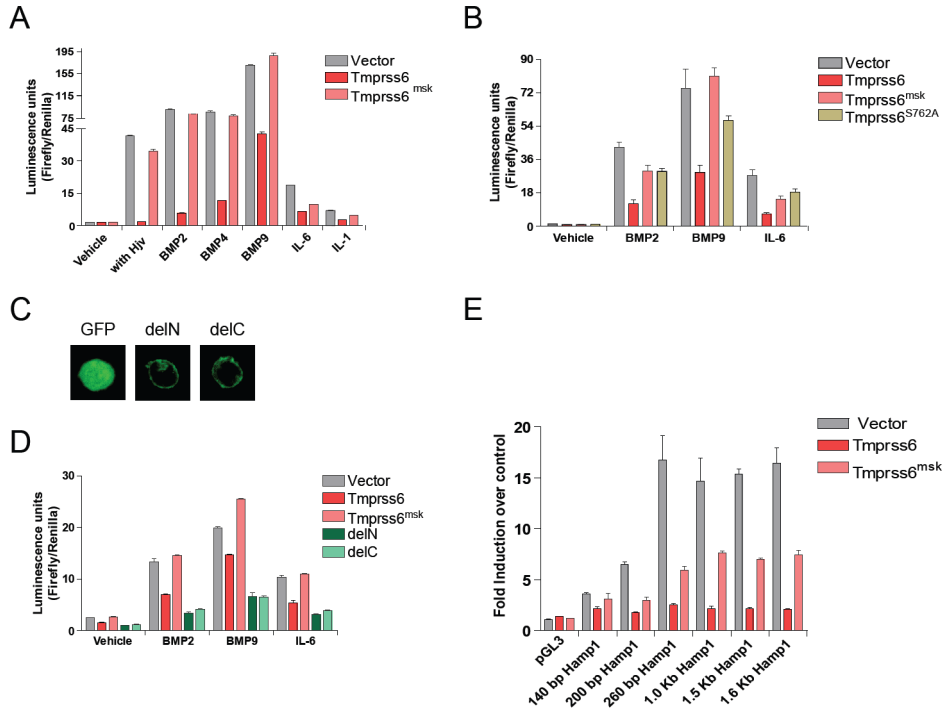 A
Luminescence units
(Firefly/Renilla)
195
155
115
75
45
30
15
0
Vehicle
with Hjv
BMP2
BMP4
BMP9
IL-6
IL-1
Vector
Tmprss6
Tmprss6 msk
B
Luminescence units
(Firefly/Renilla)
90
72
54
36
18
0
Vehicle
BMP2
BMP9
IL-6
Vector
Tmprss6
Tmprss6msk
Tmprss6S762A
C
GFP
delN
delC
D
Luminescence units
(Firefly/Renilla)
30
20
10
0
Vehicle
BMP2
BMP9
IL-6
Vector
Tmprss6
Tmprss6msk
delN
delC
E
Fold Induction over control
20
15
10
5
0
pGL3
140 bp Hamp1
200 bp Hamp1
260 bp Hamp1
1.0 Kb Hamp1
1.5 Kb Hamp1
1.6 Kb Hamp1
Vector
Tmprss6
Tmprss6msk